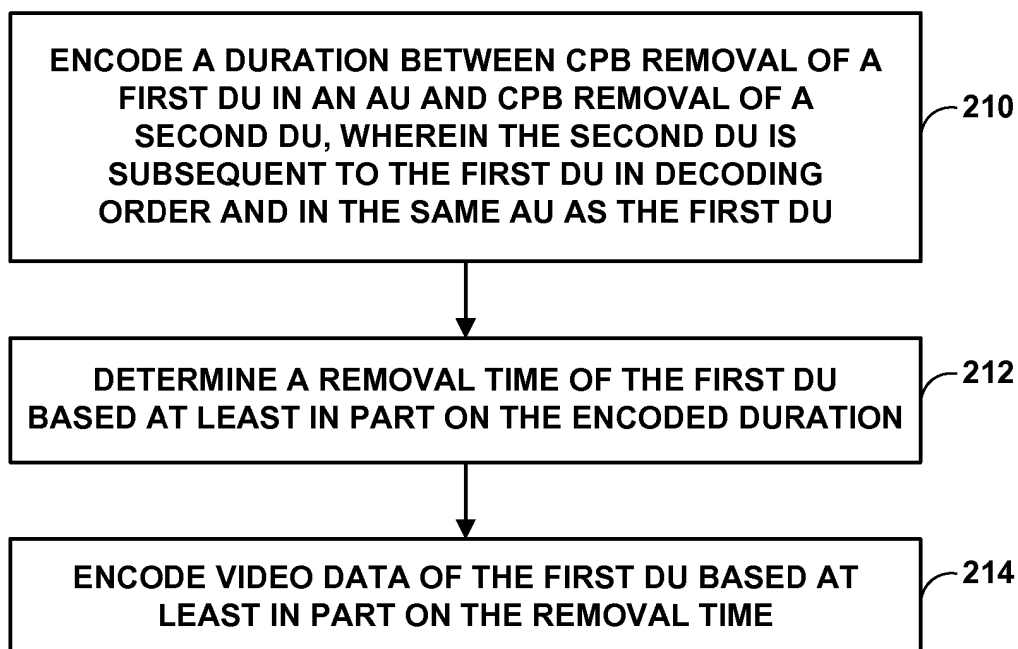 ENCODE A DURATION BETWEEN CPB REMOVAL OF A
FIRST DU IN AN AU AND CPB REMOVAL OF A
SECOND DU, WHEREIN THE SECOND DU IS
SUBSEQUENT TO THE FIRST DU IN DECODING
ORDER AND IN THE SAME AU AS THE FIRST DU
210
DETERMINE A REMOVAL TIME OF THE FIRST DU
BASED AT LEAST IN PART ON THE ENCODED DURATION
212
ENCODE VIDEO DATA OF THE FIRST DU BASED AT
LEAST IN PART ON THE REMOVAL TIME
214